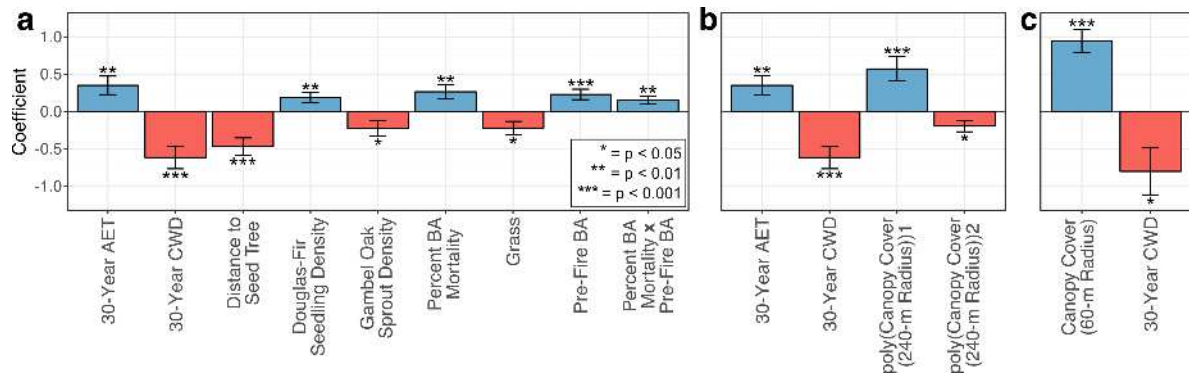 a
b
c
Coefficient
1.0
0.5
0.0
-0.5
-1.0
**
***
***
**
*
**
*
***
**
* = p < 0.05
** = p < 0.01
*** = p < 0.001
**
***
***
*
***
*
30-Year AET
30-Year CWD
Distance to
Seed Tree
Douglas-Fir
Seedling Density
Gambel Oak
Sprout Density
Percent BA
Mortality
Grass
Pre-Fire BA
Percent BA
Mortality x
Pre-Fire BA
30-Year AET
30-Year CWD
poly(Canopy Cover
(240-m Radius))1
poly(Canopy Cover
(240-m Radius))2
Canopy Cover
(60-m Radius)
30-Year CWD